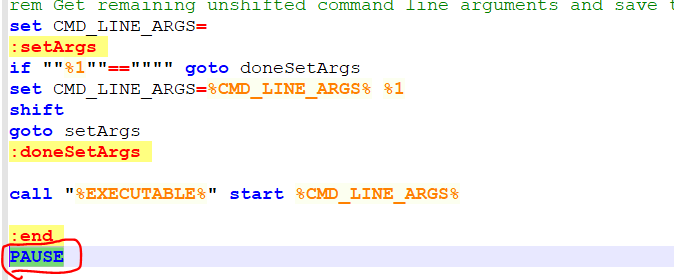 rem Get remaining unshifted command line arguments and save
set CMD_LINE_ARGS=
:setArgs
if ""%1""=="""" goto doneSetArgs
set CMD_LINE_ARGS=%CMD_LINE_ARGS% %1
shift
goto setArgs
:doneSetArgs
call "%EXECUTABLE%" start %CMD_LINE_ARGS%
:end
PAUSE